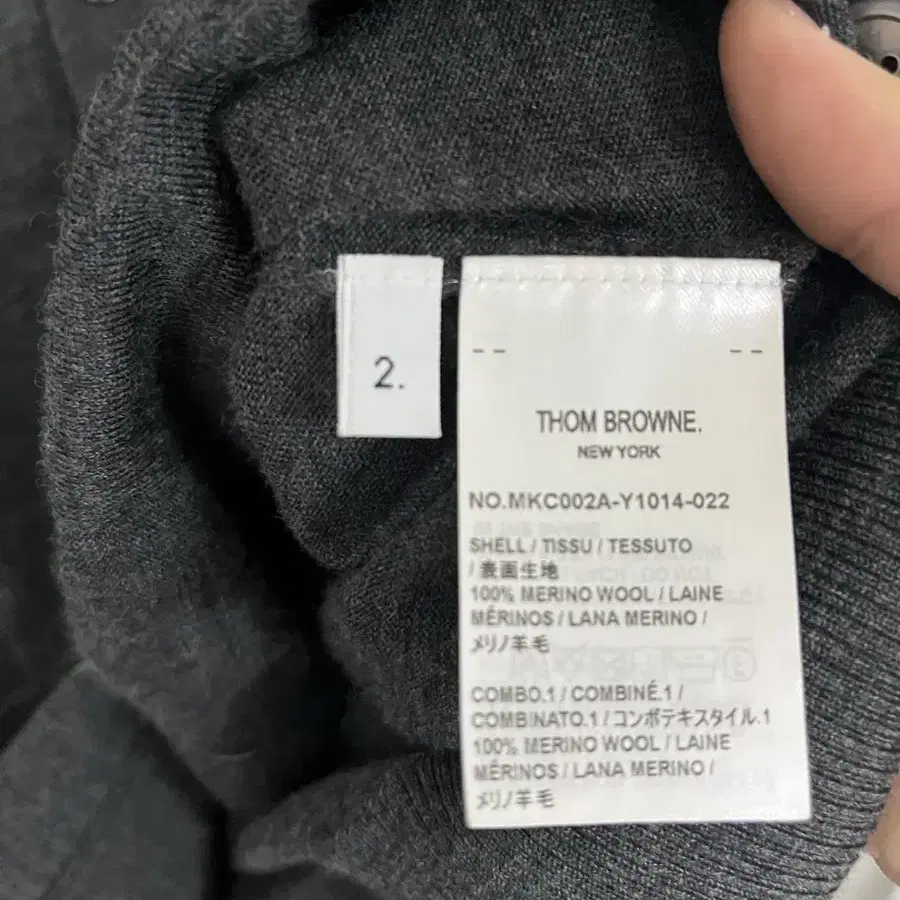 2.
-- --
THOM BROWNE.
NEW YORK
NO.MKC002A-Y1014-022
SHELL / TISSU / TESSUTO
/ 表画生地
100% MERINO WOOL / LAINE
MÉRINOS / LANA MERINO /
メリノ羊毛
COMBO.1 / COMBINÉ.1 /
COMBINATO.1 / コンボテキスタイル.1
100% MERINO WOOL / LAINE
MÉRINOS / LANA MERINO /
メリノ羊毛